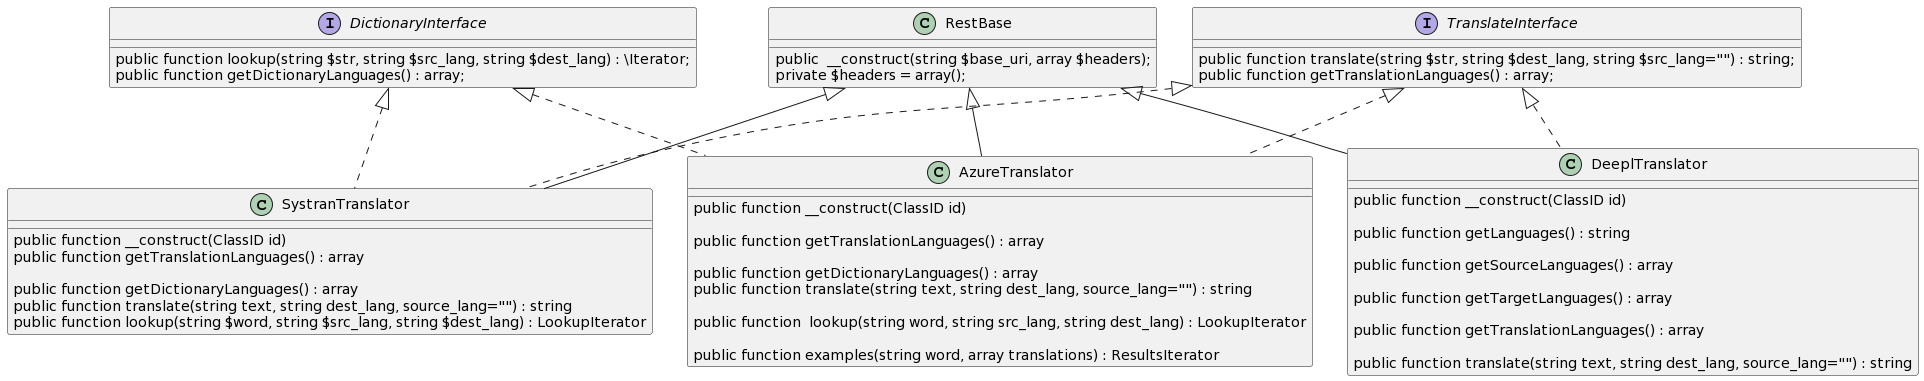 I DictionaryInterface
public function lookup(string $str, string $src_lang, string $dest_lang) : \Iterator;
public function getDictionaryLanguages() : array;
C RestBase
public  __construct(string $base_uri, array $headers);
private $headers = array();
I TranslateInterface
public function translate(string $str, string $dest_lang, string $src_lang="") : string;
public function getTranslationLanguages() : array;
C SystranTranslator
public function __construct(ClassID id)
public function getTranslationLanguages() : array
public function getDictionaryLanguages() : array
public function translate(string text, string dest_lang, source_lang="") : string
public function lookup(string $word, string $src_lang, string $dest_lang) : LookupIterator
C AzureTranslator
public function __construct(ClassID id)
public function getTranslationLanguages() : array
public function getDictionaryLanguages() : array
public function translate(string text, string dest_lang, source_lang="") : string
public function  lookup(string word, string src_lang, string dest_lang) : LookupIterator
public function examples(string word, array translations) : ResultsIterator
C DeeplTranslator
public function __construct(ClassID id)
public function getLanguages() : string
public function getSourceLanguages() : array
public function getTargetLanguages() : array
public function getTranslationLanguages() : array
public function translate(string text, string dest_lang, source_lang="") : string